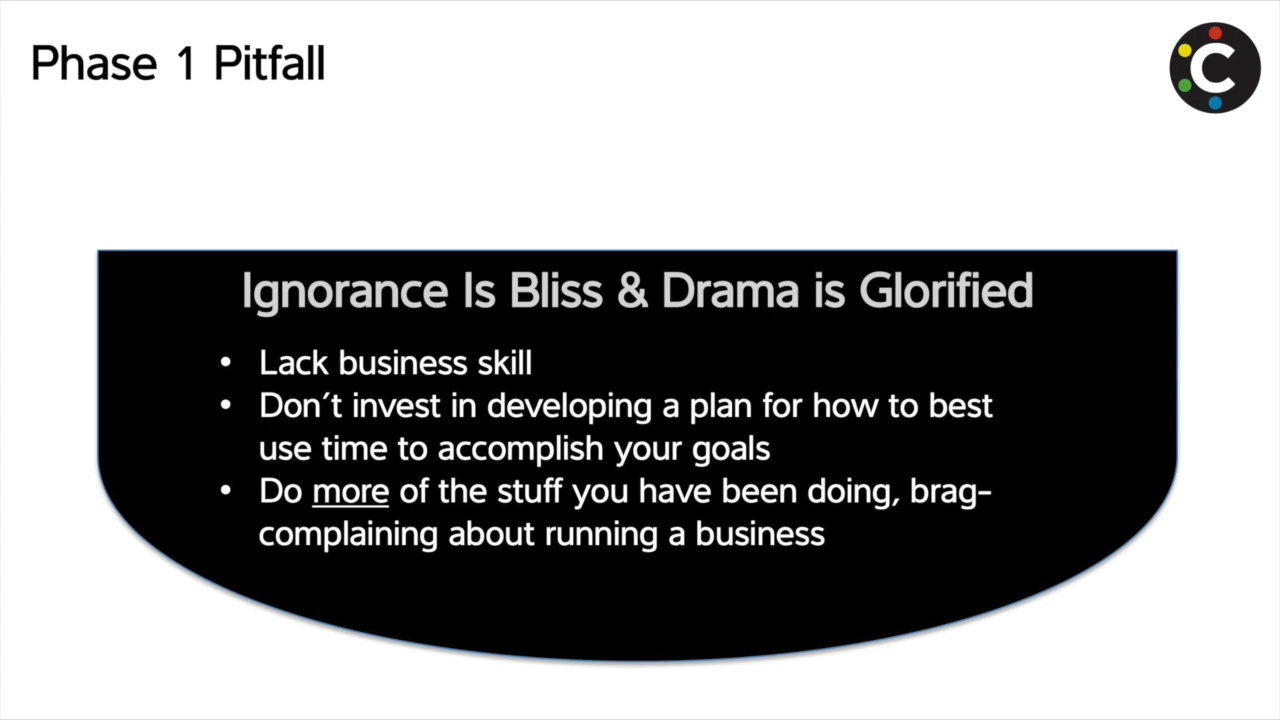 Phase 1 Pitfall
C
Ignorance Is Bliss & Drama is Glorified
• Lack business skill
• Don´t invest in developing a plan for how to best
use time to accomplish your goals
• Do more of the stuff you have been doing, brag-
complaining about running a business